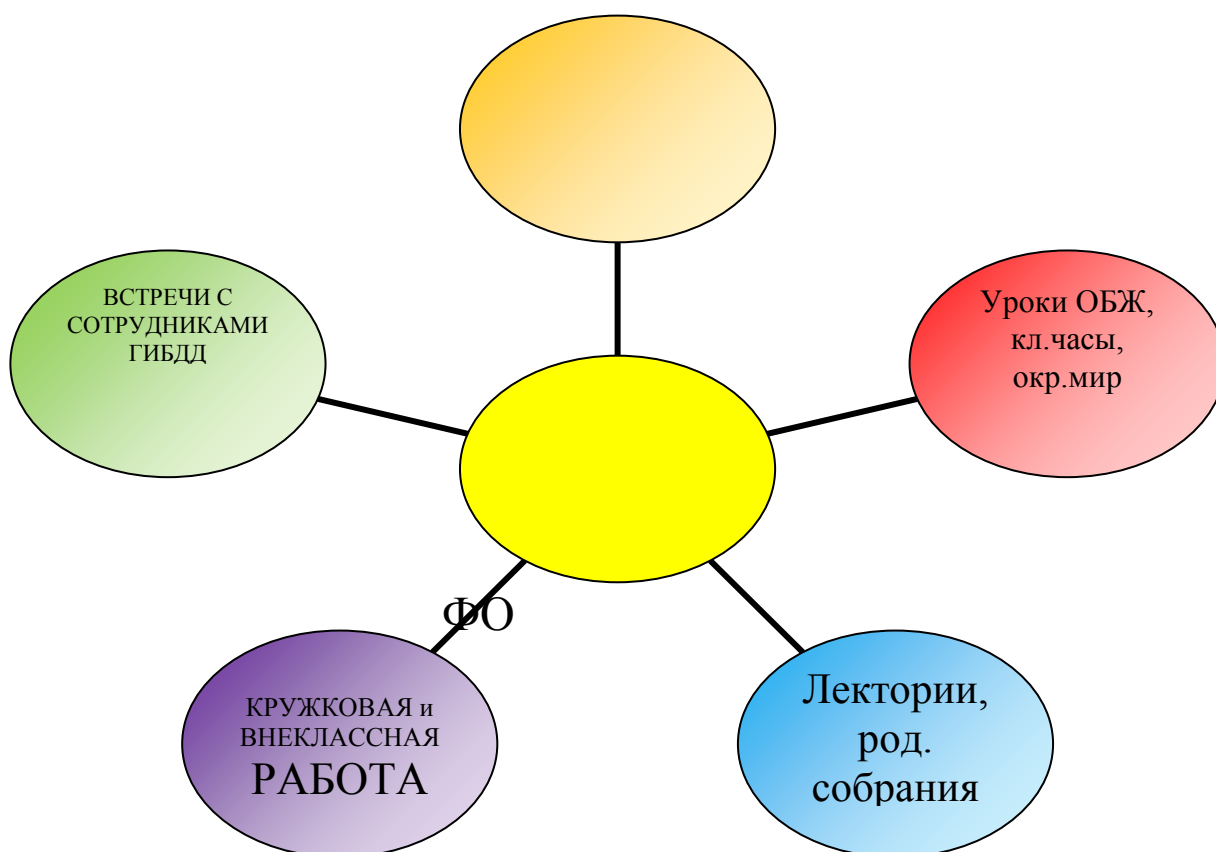 ВСТРЕЧИ С
СОТРУДНИКАМИ
ГИБДД
Уроки ОБЖ,
кл.часы,
окр.мир
ФО
КРУЖКОВАЯ и
ВНЕКЛАССНАЯ
РАБОТА
Лектории,
род.
собрания